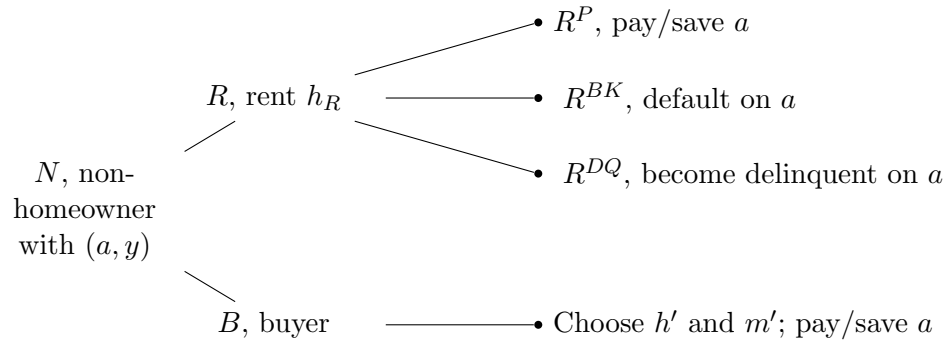 N, non-
homeowner
with (a, y)
R, rent h_R
R^P, pay/save a
R^{BK}, default on a
R^{DQ}, become delinquent on a
B, buyer
Choose h′ and m′; pay/save a